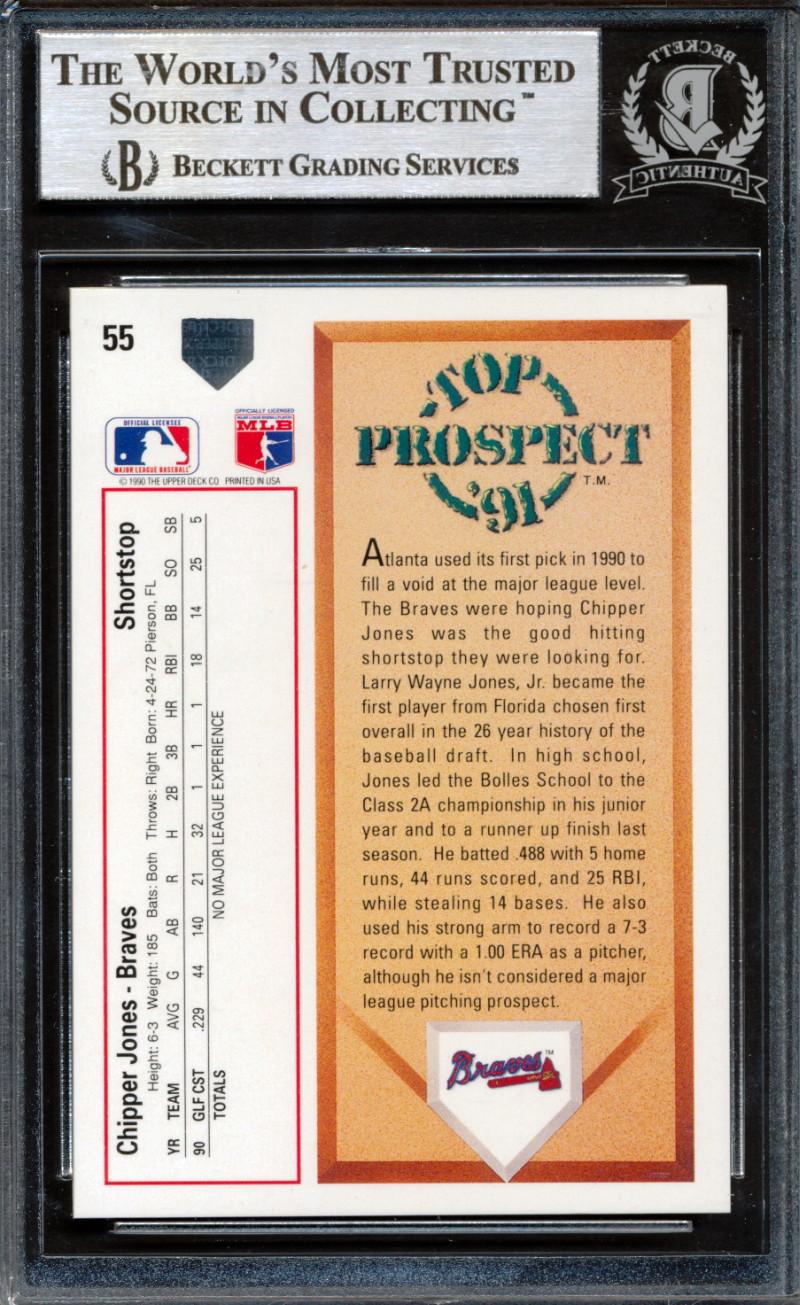 THE WORLD'S MOST TRUSTED
SOURCE IN COLLECTING™
B BECKETT GRADING SERVICES
BECKETT
B
AUTHENTIC
55
OFFICIAL LICENSEE
MAJOR LEAGUE BASEBALL
OFFICIALLY LICENSED
MLB
© 1990 THE UPPER DECK CO PRINTED IN USA
Chipper Jones - Braves Shortstop
Height: 6-3 Weight: 185 Bats: Both Throws: Right Born: 4-24-72 Pierson, FL
YR TEAM AVG G AB R H 2B 3B HR RBI BB SO SB
90 GLF CST .229 44 140 21 32 1 1 1 18 14 25 5
TOTALS NO MAJOR LEAGUE EXPERIENCE
TOP
PROSPECT
'91
T.M.
Atlanta used its first pick in 1990 to
fill a void at the major league level.
The Braves were hoping Chipper
Jones was the good hitting
shortstop they were looking for.
Larry Wayne Jones, Jr. became the
first player from Florida chosen first
overall in the 26 year history of the
baseball draft. In high school,
Jones led the Bolles School to the
Class 2A championship in his junior
year and to a runner up finish last
season. He batted .488 with 5 home
runs, 44 runs scored, and 25 RBI,
while stealing 14 bases. He also
used his strong arm to record a 7-3
record with a 1.00 ERA as a pitcher,
although he isn't considered a major
league pitching prospect.
Braves™